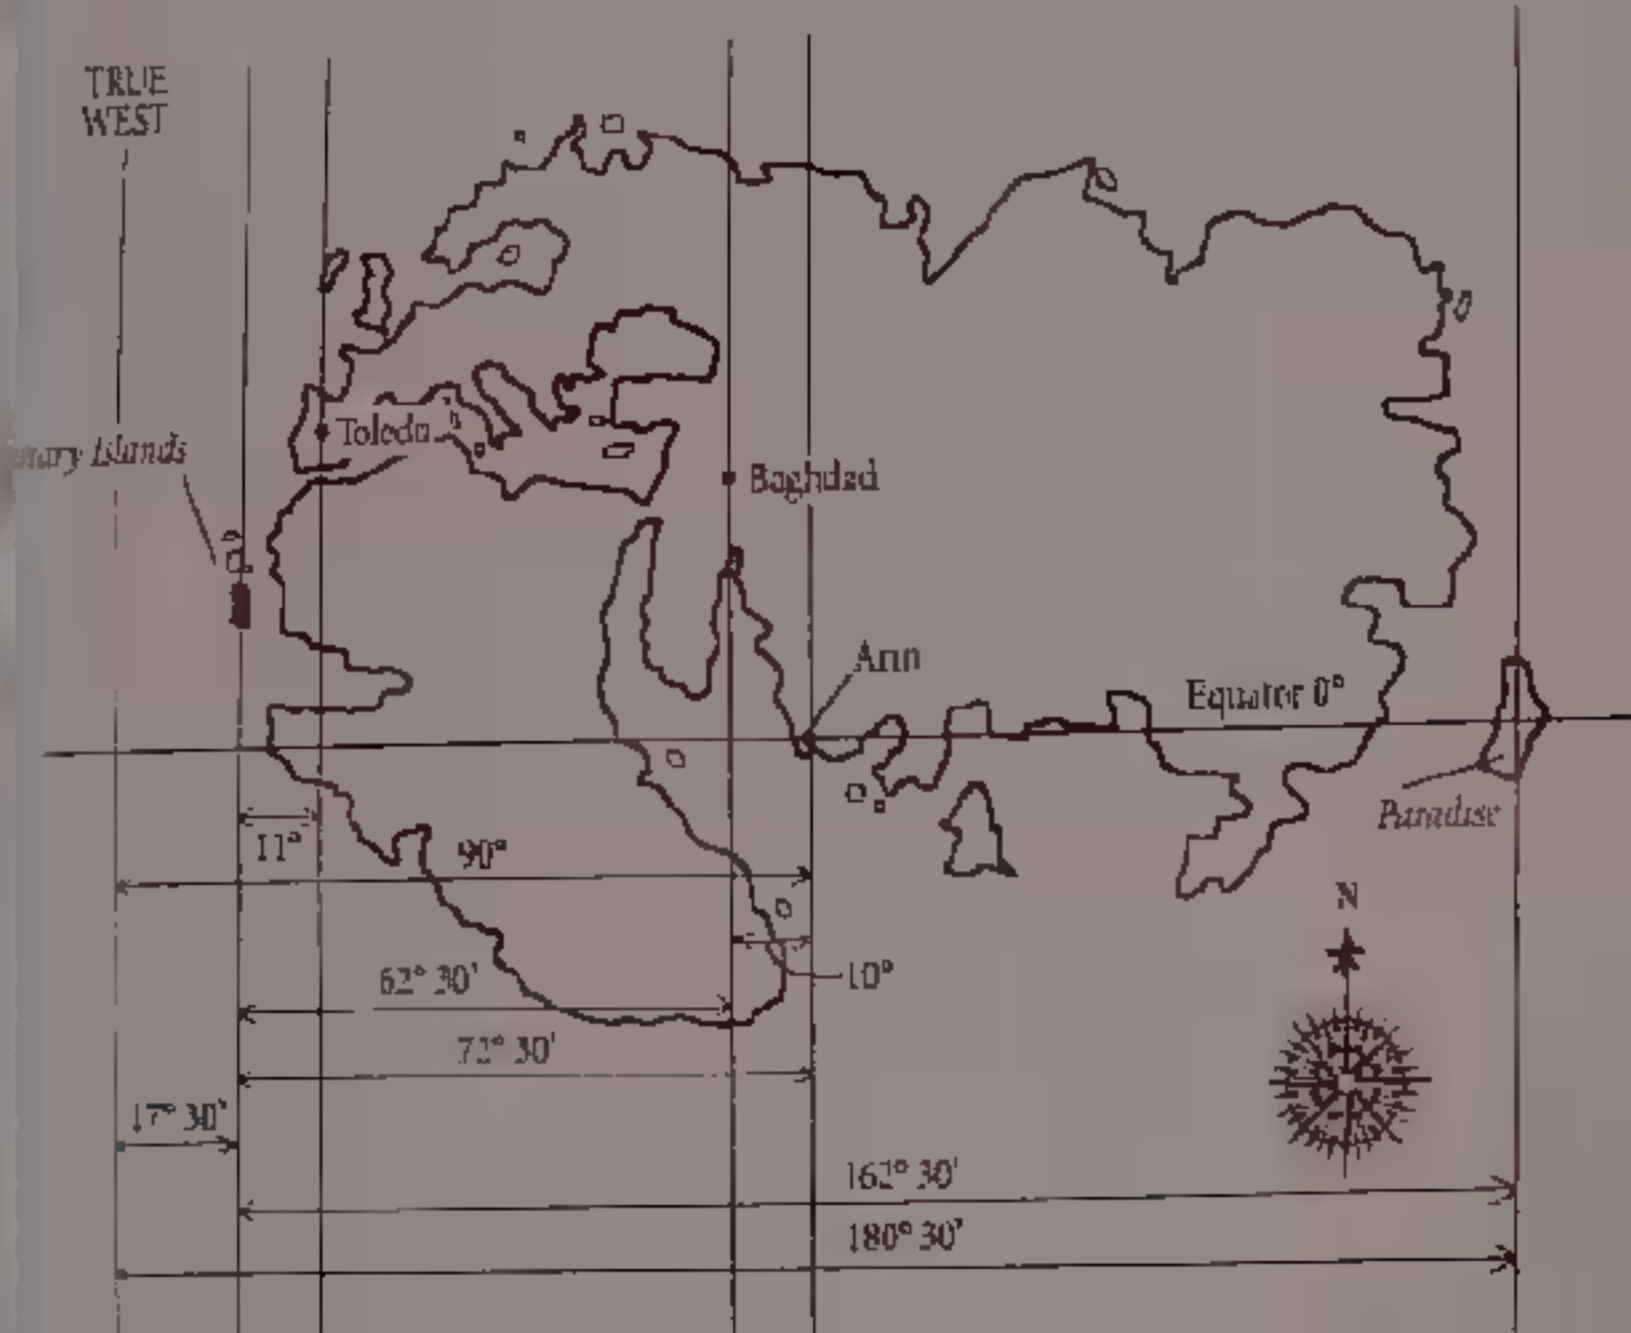 TRUE
WEST
Islands
Toledo
Baghdad
Arin
Equator 0°
Paradise
11°
90°
N
10°
62° 30'
72° 30'
17° 30'
162° 30'
180° 30'